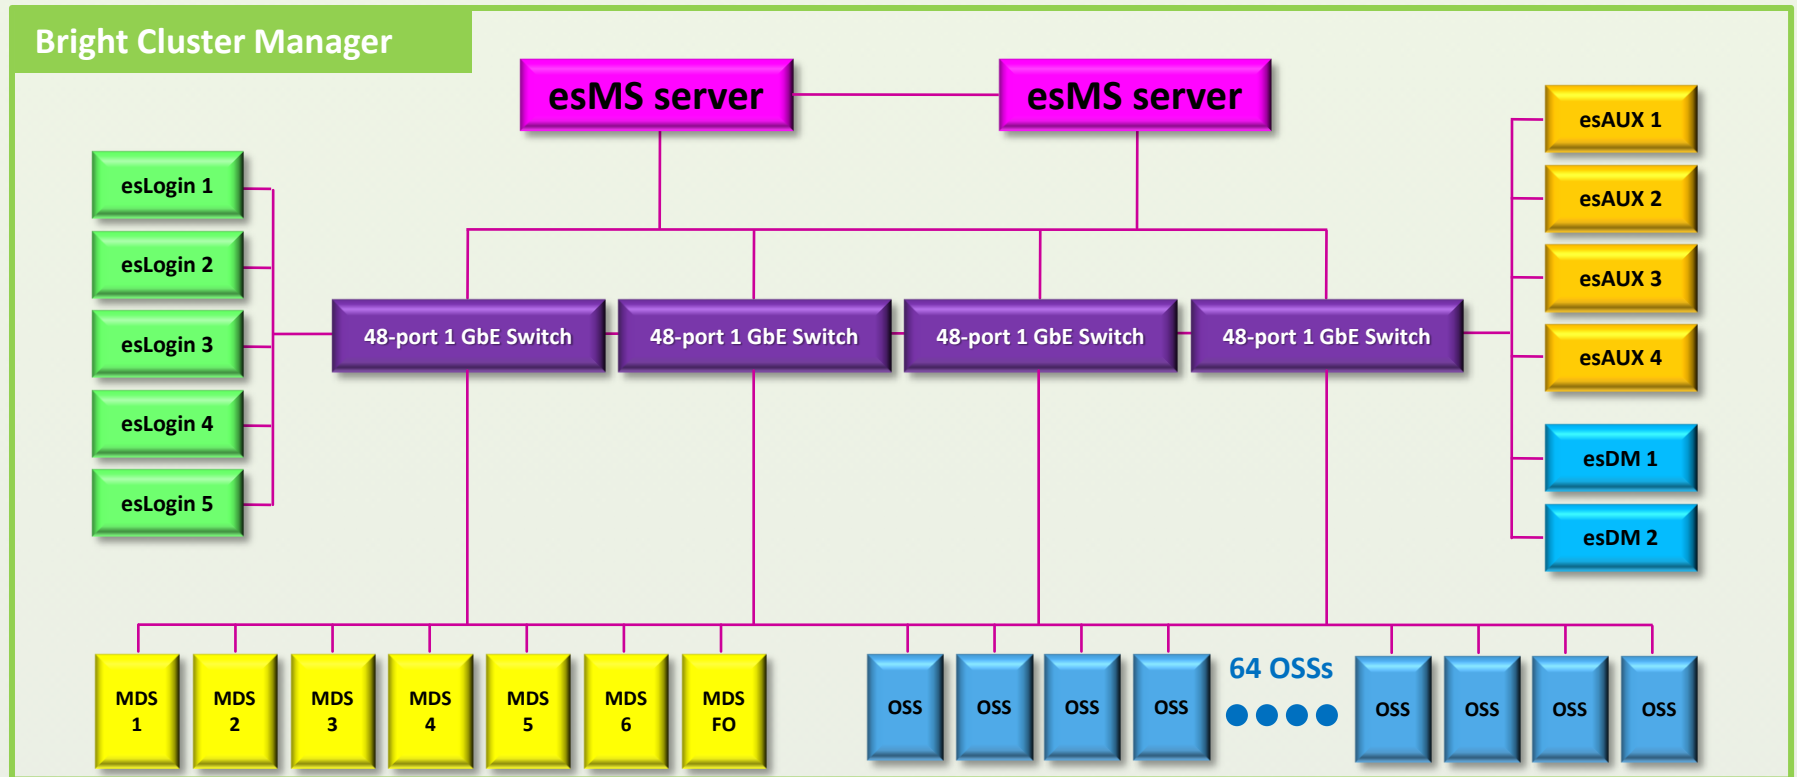 Bright Cluster Manager
esMS server
esMS server
esLogin 1
esLogin 2
esLogin 3
esLogin 4
esLogin 5
48-port 1 GbE Switch
48-port 1 GbE Switch
48-port 1 GbE Switch
48-port 1 GbE Switch
esAUX 1
esAUX 2
esAUX 3
esAUX 4
esDM 1
esDM 2
MDS
1
MDS
2
MDS
3
MDS
4
MDS
5
MDS
6
MDS
FO
OSS
OSS
OSS
OSS
64 OSSs
OSS
OSS
OSS
OSS